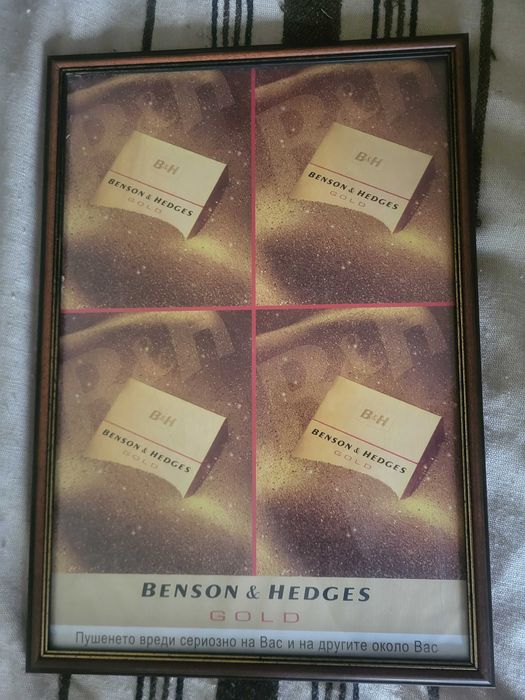 B&H
B&H
BENSON & HEDGES
GOLD
B&H
B&H
BENSON & HEDGES
GOLD
B&H
B&H
BENSON & HEDGES
GOLD
B&H
B&H
BENSON & HEDGES
GOLD
BENSON & HEDGES
GOLD
Пушенето вреди сериозно на Вас и на другите около Вас